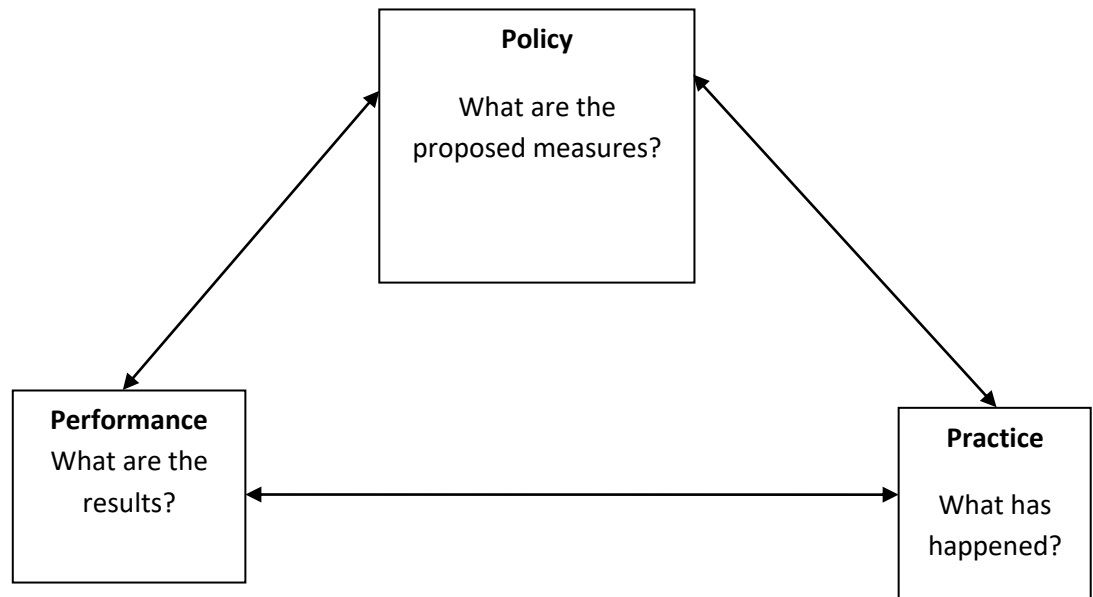 Policy
What are the
proposed measures?
Performance
What are the
results?
Practice
What has
happened?